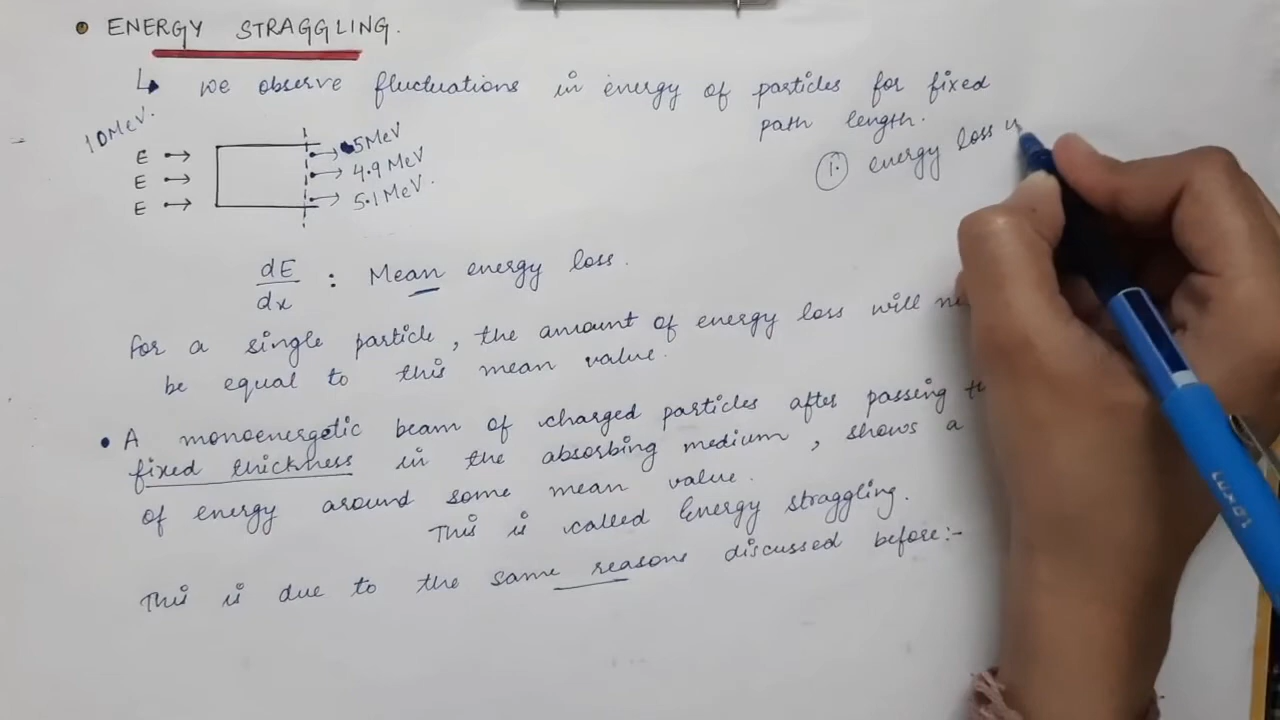 • ENERGY STRAGGLING.
↳ we observe fluctuations in energy of particles for fixed
path length.
① energy loss
10MeV.
E → 5MeV
E → 4.9 MeV
E → 5.1 MeV.
dE/dx : Mean energy loss.
For a single particle, the amount of energy loss will
be equal to this mean value.
• A monoenergetic beam of charged particles after passing
fixed thickness in the absorbing medium, shows a
of energy around some mean value.
This is called Energy straggling.
This is due to the same reasons discussed before:-
LUXOR